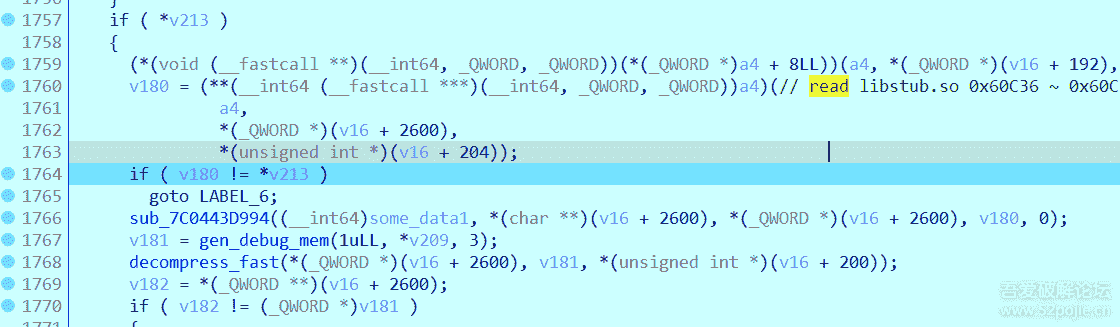 1757 if ( *v213 )
1758 {
1759 (*(void (__fastcall **)(__int64, _QWORD, _QWORD))(*(_QWORD *)a4 + 8LL))(a4, *(_QWORD *)(v16 + 192),
1760 v180 = (**(__int64 (__fastcall ***)(__int64, _QWORD, _QWORD))a4)(// read libstub.so 0x60C36 ~ 0x60C
1761 a4,
1762 *(_QWORD *)(v16 + 2600),
1763 *(unsigned int *)(v16 + 204));
1764 if ( v180 != *v213 )
1765 goto LABEL_6;
1766 sub_7C0443D994((__int64)some_data1, *(char **)(v16 + 2600), *(_QWORD *)(v16 + 2600), v180, 0);
1767 v181 = gen_debug_mem(1uLL, *v209, 3);
1768 decompress_fast(*(_QWORD *)(v16 + 2600), v181, *(unsigned int *)(v16 + 200));
1769 v182 = *(_QWORD **)(v16 + 2600);
1770 if ( v182 != (_QWORD *)v181 )
吾爱破解论坛
www.52pojie.cn